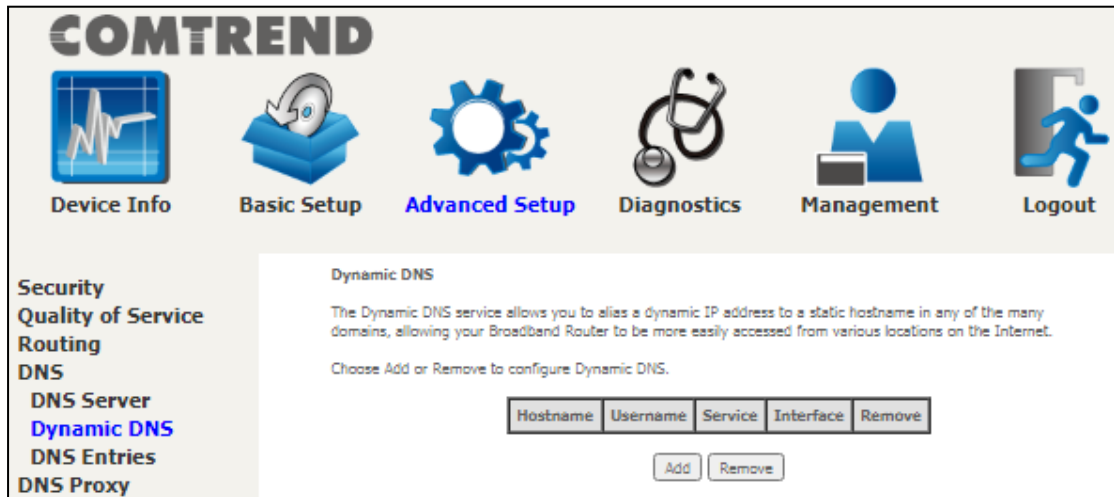 COMTREND
Device Info
Basic Setup
Advanced Setup
Diagnostics
Management
Logout
Security
Quality of Service
Routing
DNS
DNS Server
Dynamic DNS
DNS Entries
DNS Proxy
Dynamic DNS
The Dynamic DNS service allows you to alias a dynamic IP address to a static hostname in any of the many
domains, allowing your Broadband Router to be more easily accessed from various locations on the Internet.
Choose Add or Remove to configure Dynamic DNS.
Hostname Username Service Interface Remove
Add Remove